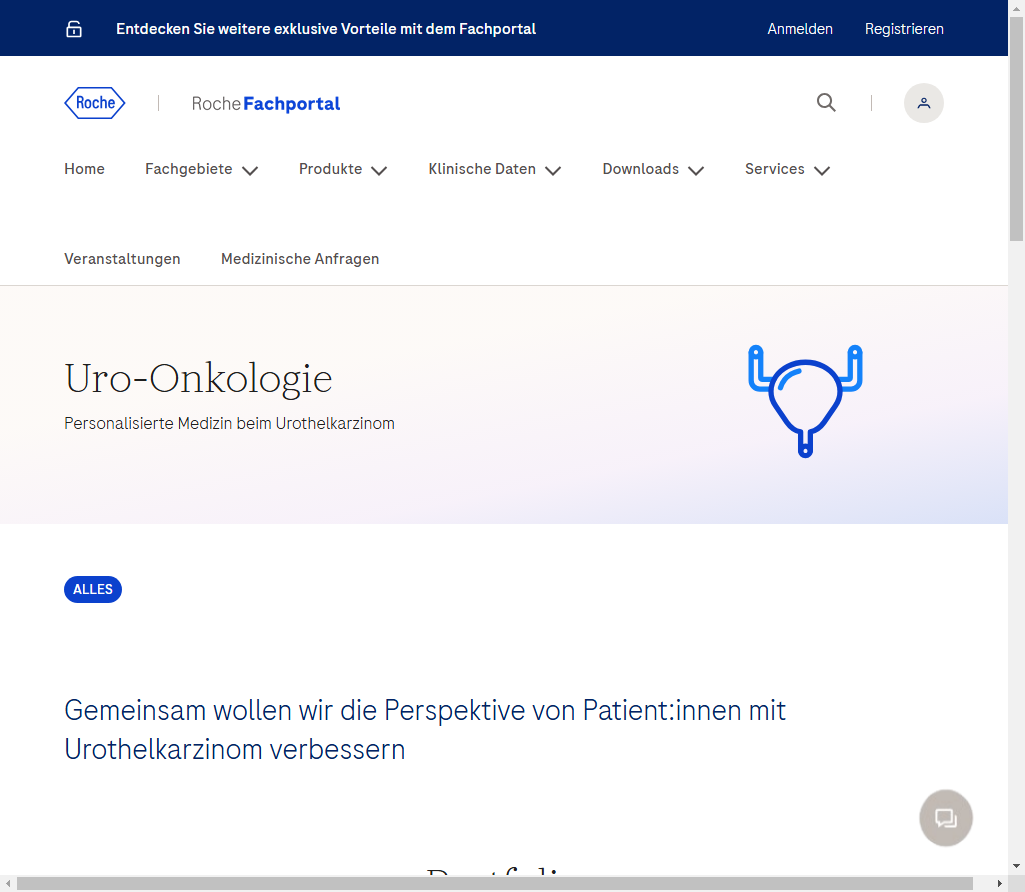 Entdecken Sie weitere exklusive Vorteile mit dem Fachportal
Anmelden
Registrieren
Roche
Roche Fachportal
Home
Fachgebiete
Produkte
Klinische Daten
Downloads
Services
Veranstaltungen
Medizinische Anfragen
Uro-Onkologie
Personalisierte Medizin beim Urothelkarzinom
ALLES
Gemeinsam wollen wir die Perspektive von Patient:innen mit
Urothelkarzinom verbessern